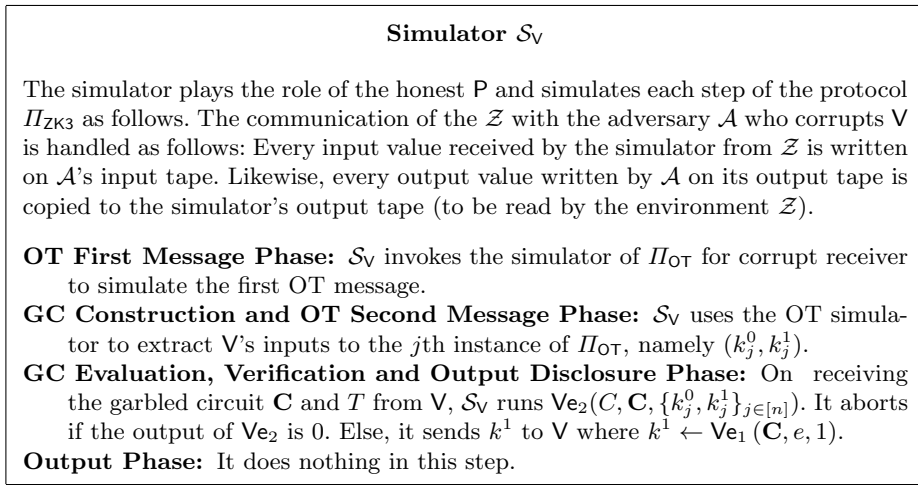 Simulator 𝒮_V
The simulator plays the role of the honest P and simulates each step of the protocol
Π_ZK3 as follows. The communication of the 𝒵 with the adversary 𝒜 who corrupts V
is handled as follows: Every input value received by the simulator from 𝒵 is written
on 𝒜's input tape. Likewise, every output value written by 𝒜 on its output tape is
copied to the simulator's output tape (to be read by the environment 𝒵).
OT First Message Phase: 𝒮_V invokes the simulator of Π_OT for corrupt receiver
to simulate the first OT message.
GC Construction and OT Second Message Phase: 𝒮_V uses the OT simula-
tor to extract V's inputs to the jth instance of Π_OT, namely (k_j^0, k_j^1).
GC Evaluation, Verification and Output Disclosure Phase: On receiving
the garbled circuit C and T from V, 𝒮_V runs Ve_2(C, C, {k_j^0, k_j^1}_{j∈[n]}). It aborts
if the output of Ve_2 is 0. Else, it sends k^1 to V where k^1 ← Ve_1 (C, e, 1).
Output Phase: It does nothing in this step.